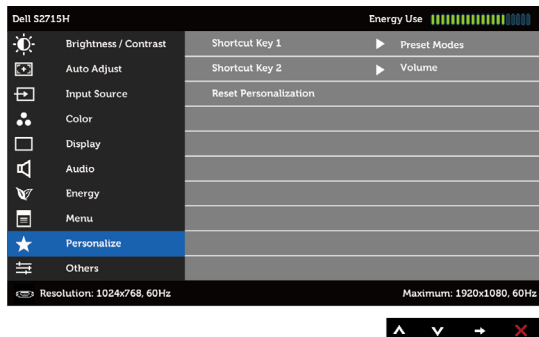 Dell S2715H Energy Use
Brightness / Contrast Shortcut Key 1 Preset Modes
Auto Adjust Shortcut Key 2 Volume
Input Source Reset Personalization
Color
Display
Audio
Energy
Menu
Personalize
Others
Resolution: 1024x768, 60Hz Maximum: 1920x1080, 60Hz